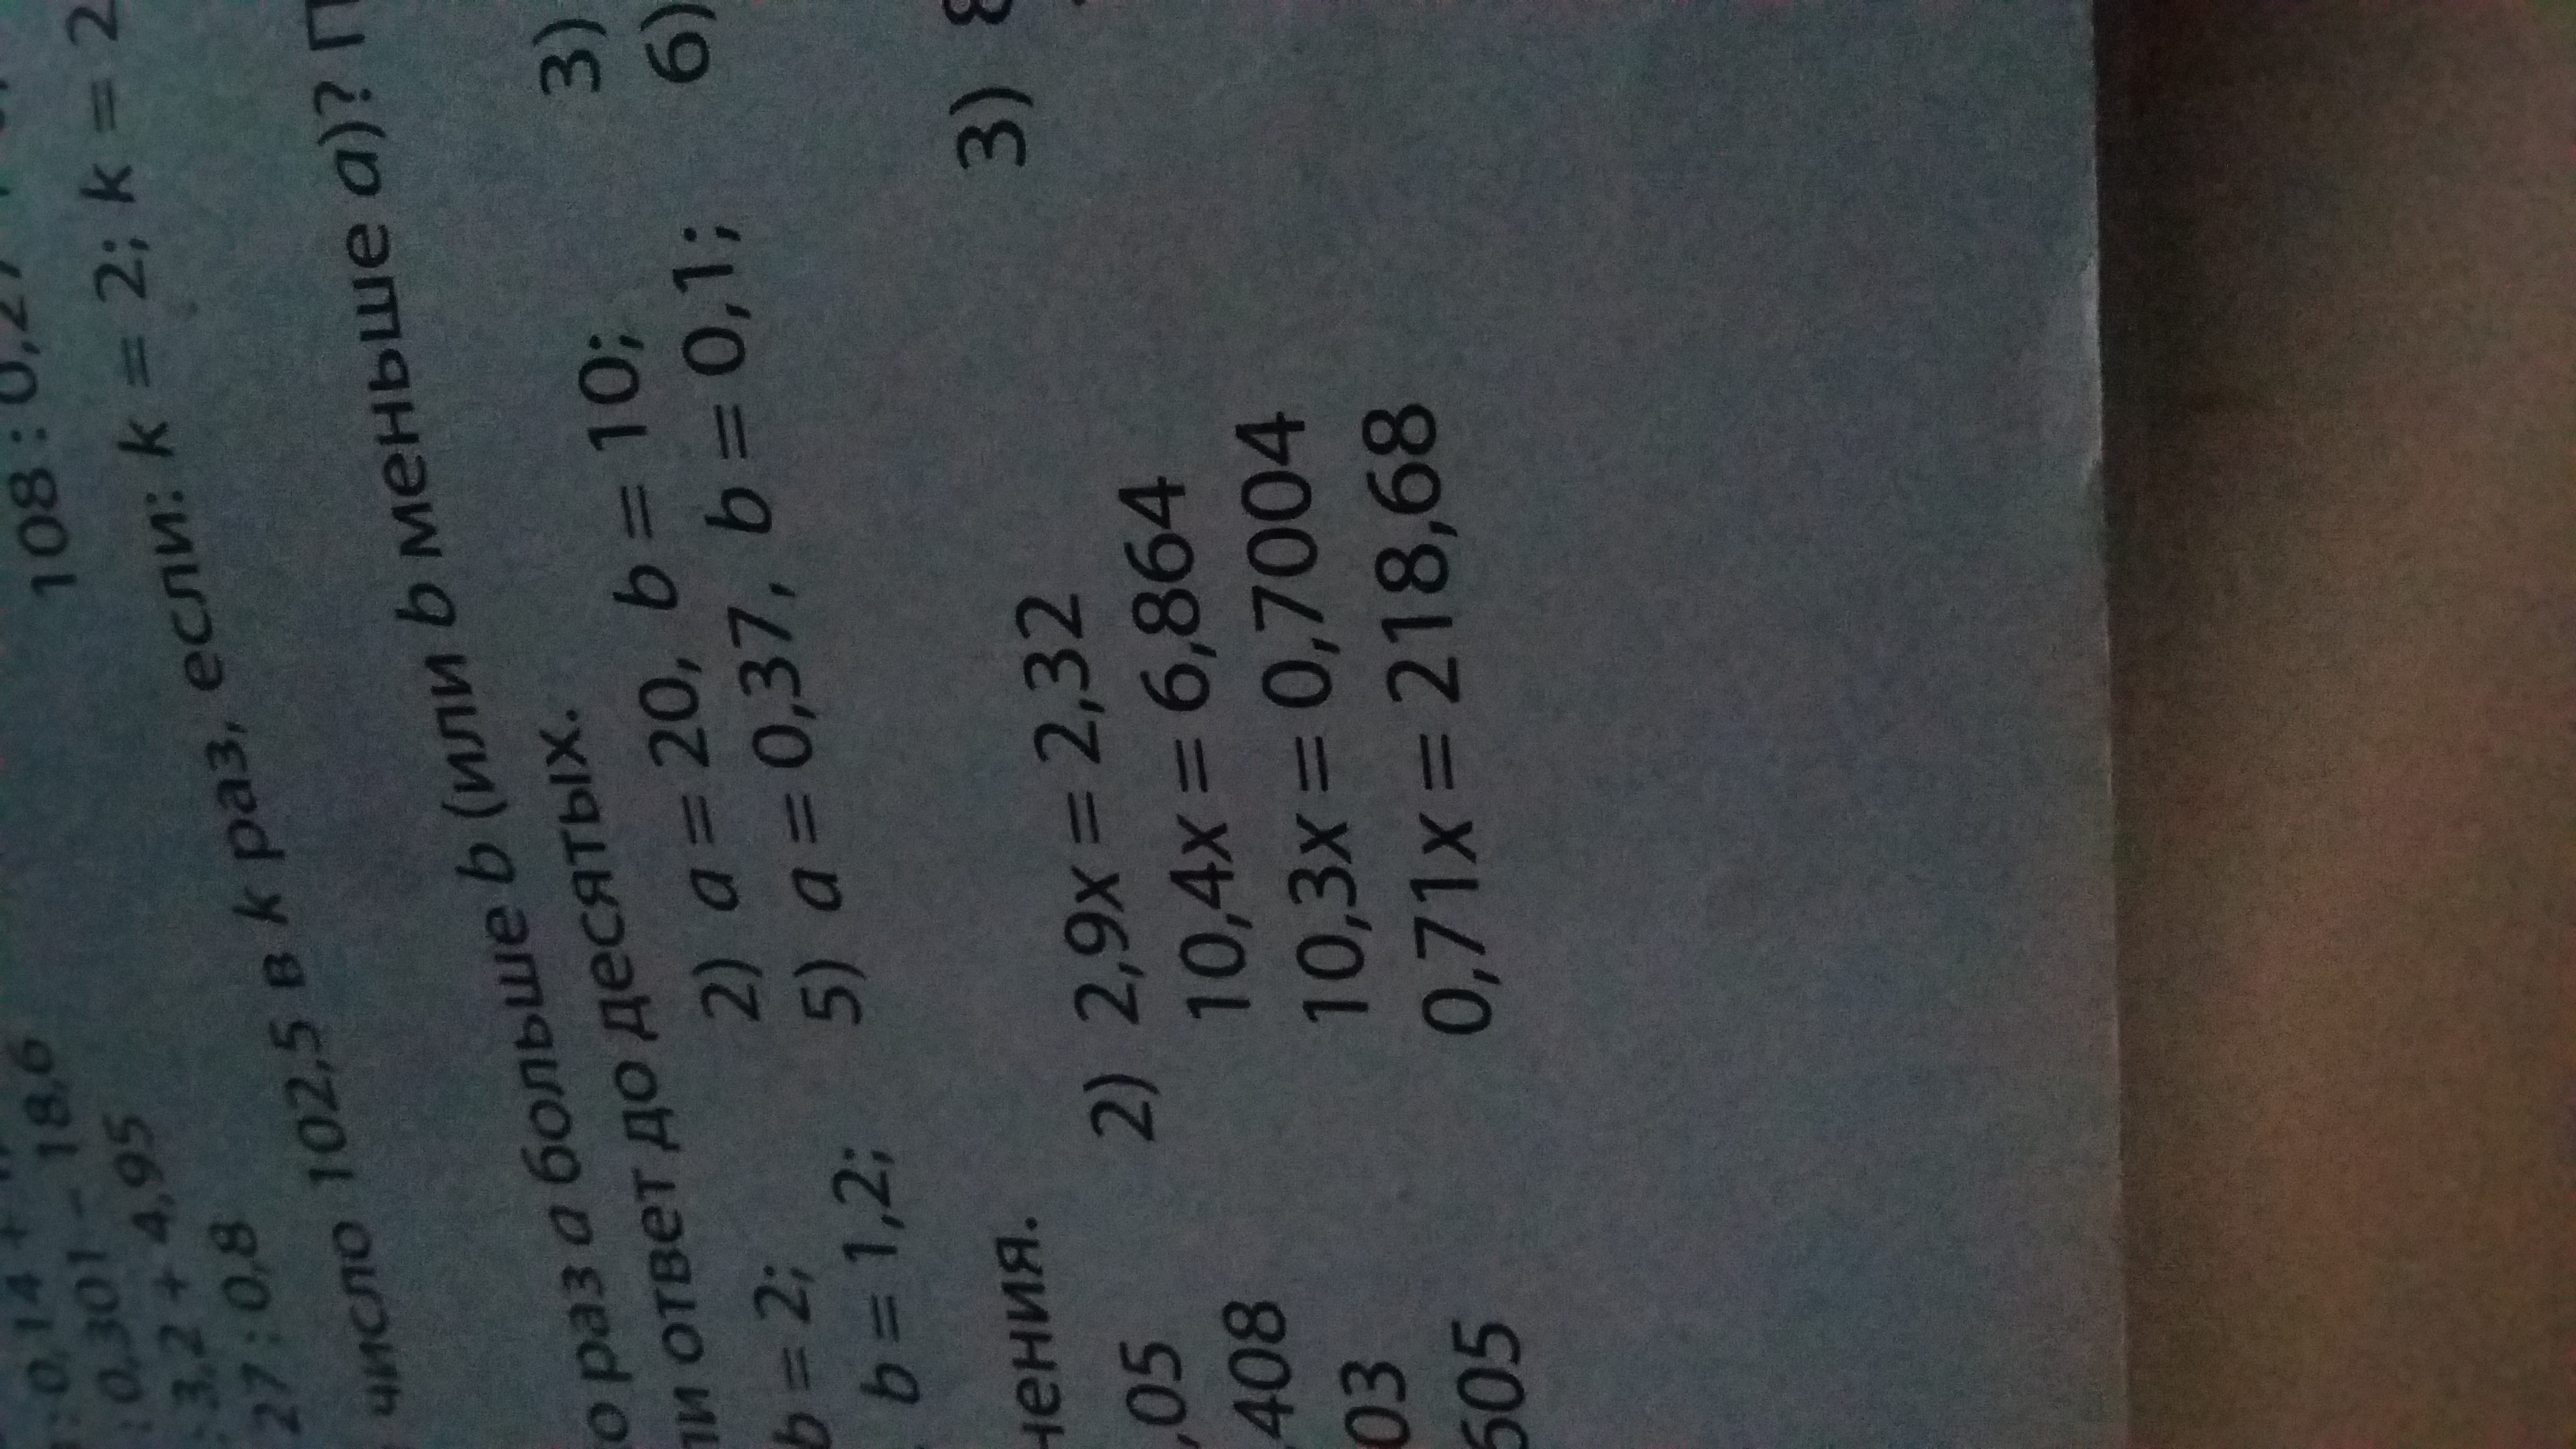 : 0,14 +
: 0,301 – 18,6 108 : 0,27
: 3,2 + 4,95
27 : 0,8
число 102,5 в k раз, если: k = 2; k = 2
о раз a больше b (или b меньше a)? П
ли ответ до десятых.
b = 2; 2) a = 20, b = 10; 3)
b = 1,2; 5) a = 0,37, b = 0,1; 6)
нения.
,05 2) 2,9x = 2,32 3) 8
,408 10,4x = 6,864
03 10,3x = 0,7004
605 0,71x = 218,68